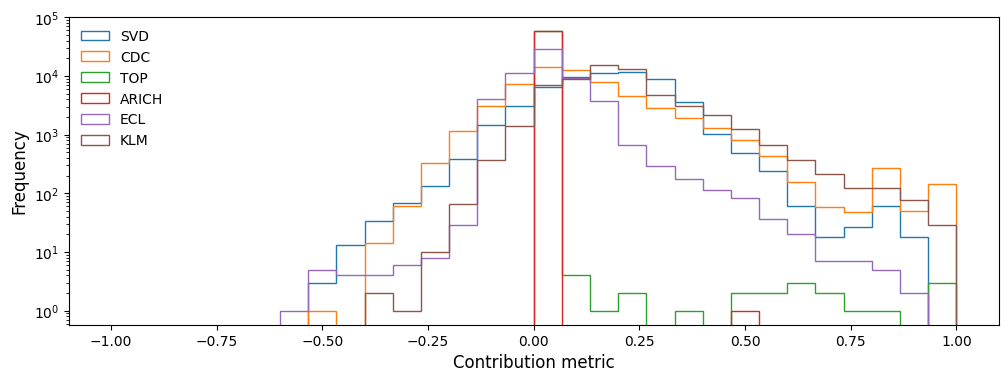 Frequency
10⁵
10⁴
10³
10²
10¹
10⁰
SVD
CDC
TOP
ARICH
ECL
KLM
−1.00 −0.75 −0.50 −0.25 0.00 0.25 0.50 0.75 1.00
Contribution metric